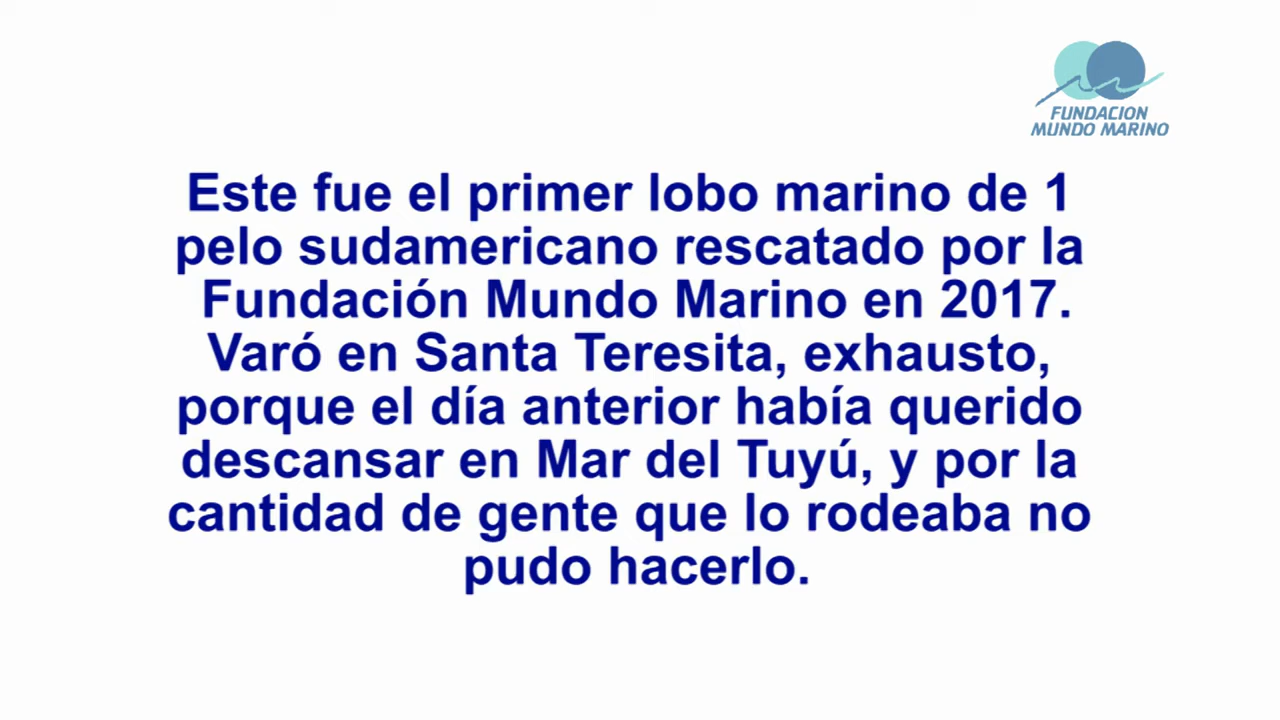 FUNDACION
MUNDO MARINO
Este fue el primer lobo marino de 1
pelo sudamericano rescatado por la
Fundación Mundo Marino en 2017.
Varó en Santa Teresita, exhausto,
porque el día anterior había querido
descansar en Mar del Tuyú, y por la
cantidad de gente que lo rodeaba no
pudo hacerlo.